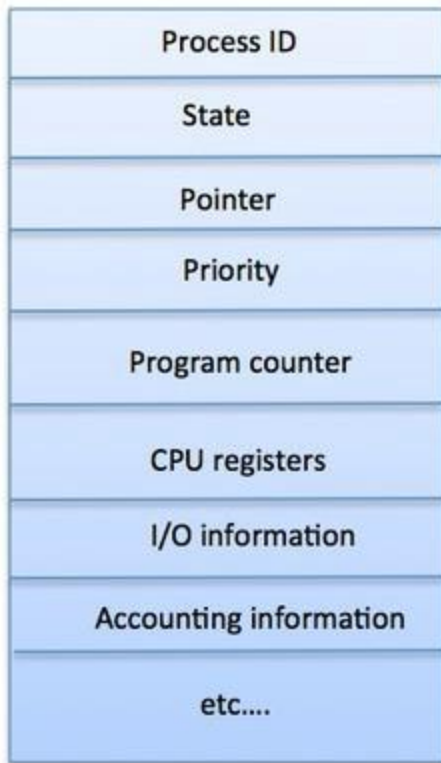 Process ID
State
Pointer
Priority
Program counter
CPU registers
I/O information
Accounting information
etc....